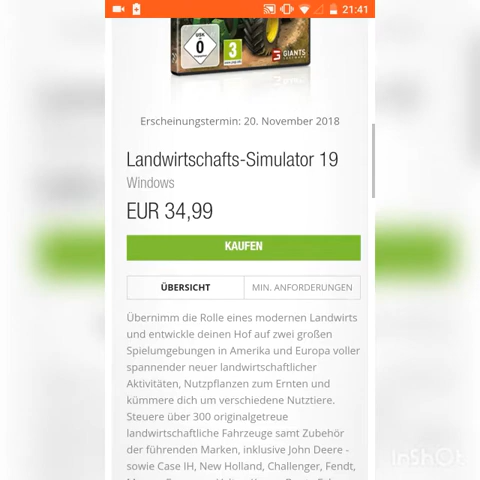 21:41
USK
0
3
GIANTS
SOFTWARE
Erscheinungstermin: 20. November 2018
Landwirtschafts-Simulator 19
Windows
EUR 34,99
KAUFEN
ÜBERSICHT
MIN. ANFORDERUNGEN
Übernimm die Rolle eines modernen Landwirts
und entwickle deinen Hof auf zwei großen
Spielumgebungen in Amerika und Europa voller
spannender neuer landwirtschaftlicher
Aktivitäten, Nutzpflanzen zum Ernten und
kümmere dich um verschiedene Nutztiere.
Steuere über 300 originalgetreue
landwirtschaftliche Fahrzeuge samt Zubehör
der führenden Marken, inklusive John Deere -
sowie Case IH, New Holland, Challenger, Fendt,
InShOt